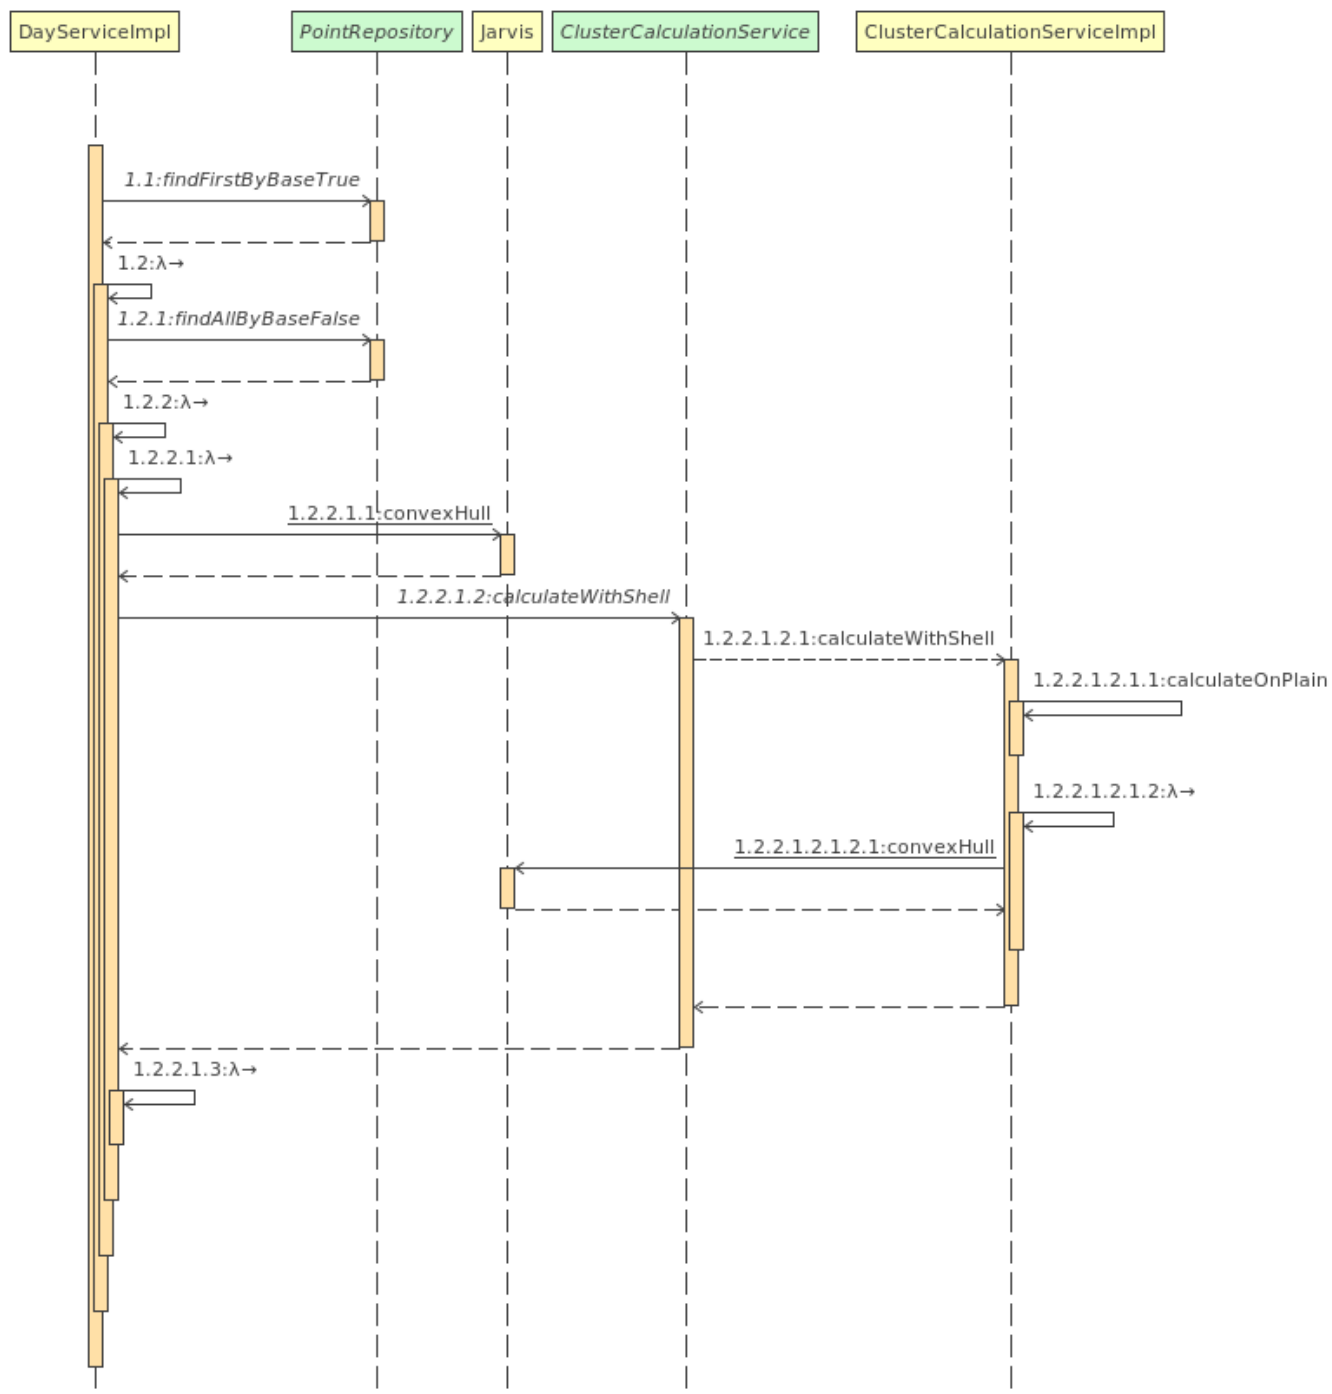 DayServiceImpl
PointRepository
Jarvis
ClusterCalculationService
ClusterCalculationServiceImpl
1.1:findFirstByBaseTrue
1.2:λ→
1.2.1:findAllByBaseFalse
1.2.2:λ→
1.2.2.1:λ→
1.2.2.1.1:convexHull
1.2.2.1.2:calculateWithShell
1.2.2.1.2.1:calculateWithShell
1.2.2.1.2.1.1:calculateOnPlain
1.2.2.1.2.1.2:λ→
1.2.2.1.2.1.2.1:convexHull
1.2.2.1.3:λ→